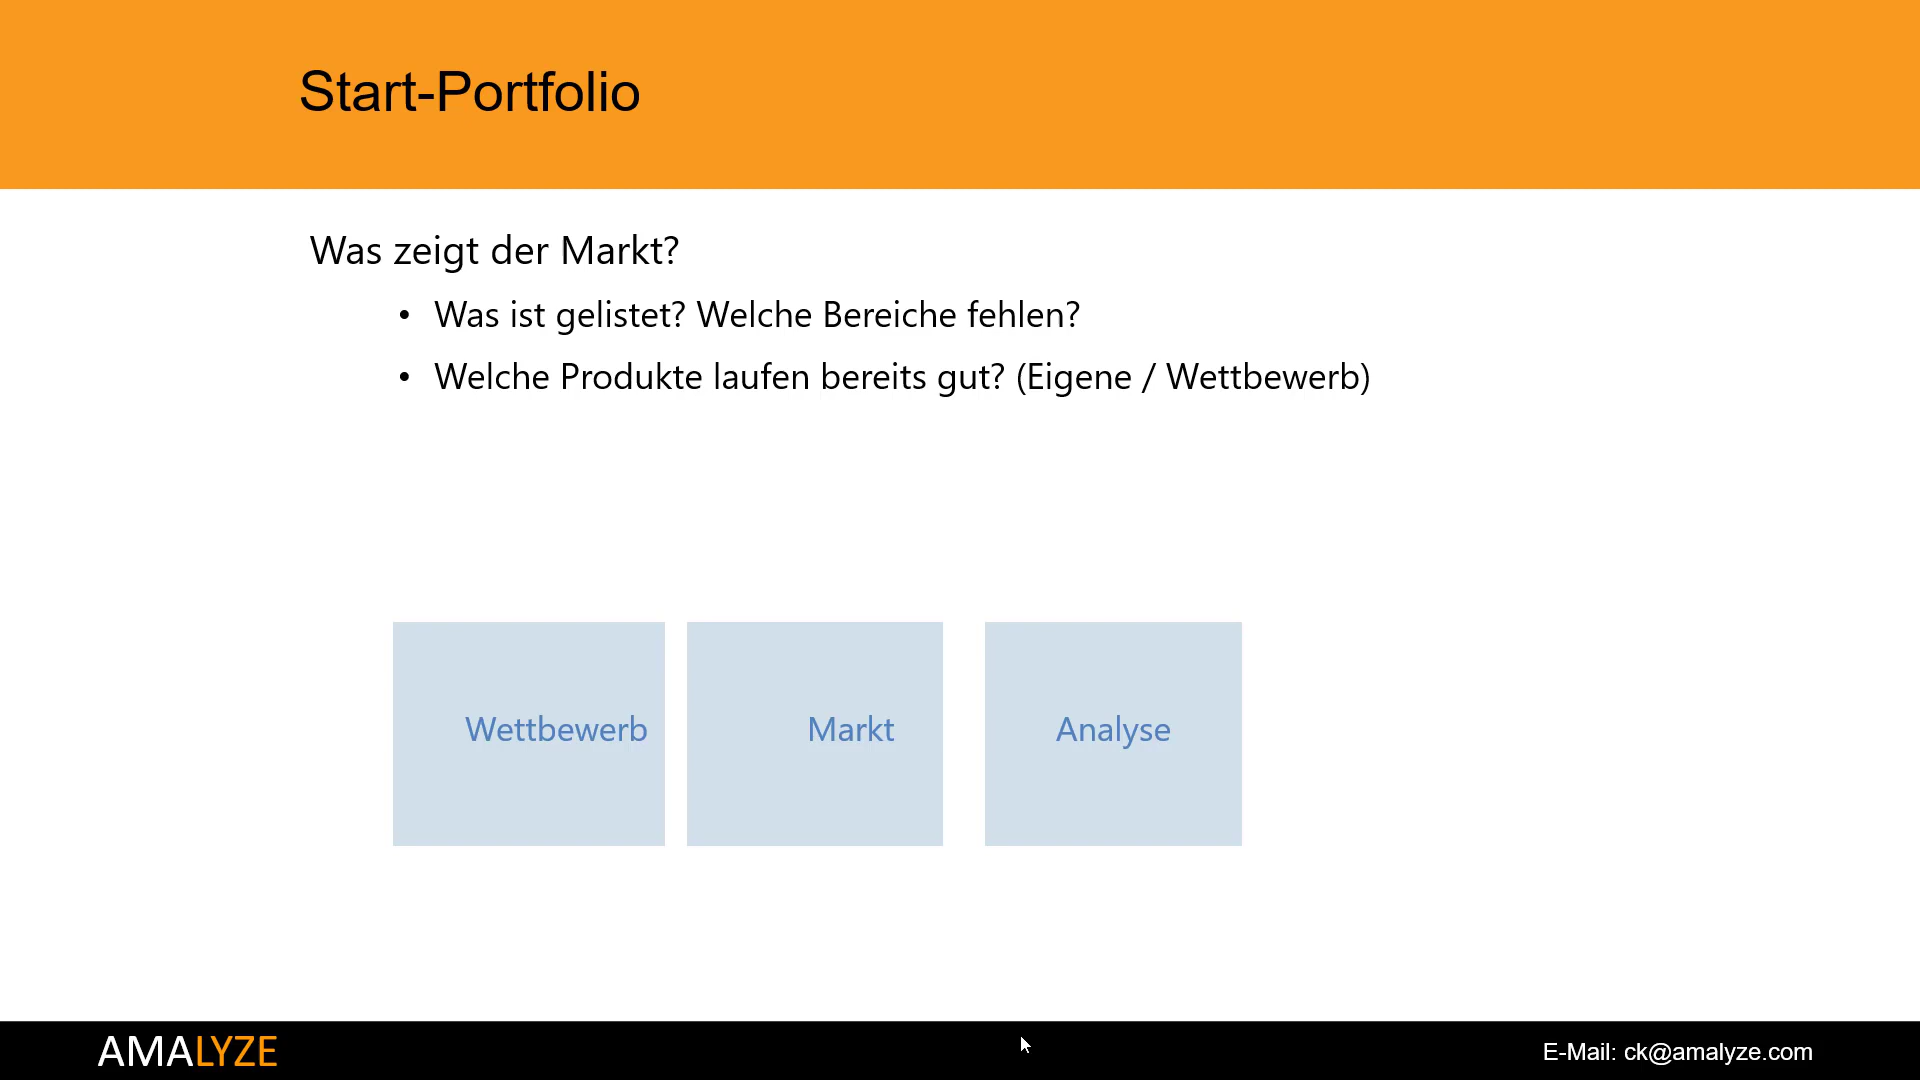 Start-Portfolio
Was zeigt der Markt?
• Was ist gelistet? Welche Bereiche fehlen?
• Welche Produkte laufen bereits gut? (Eigene / Wettbewerb)
Wettbewerb
Markt
Analyse
AMALYZE
E-Mail: ck@amalyze.com